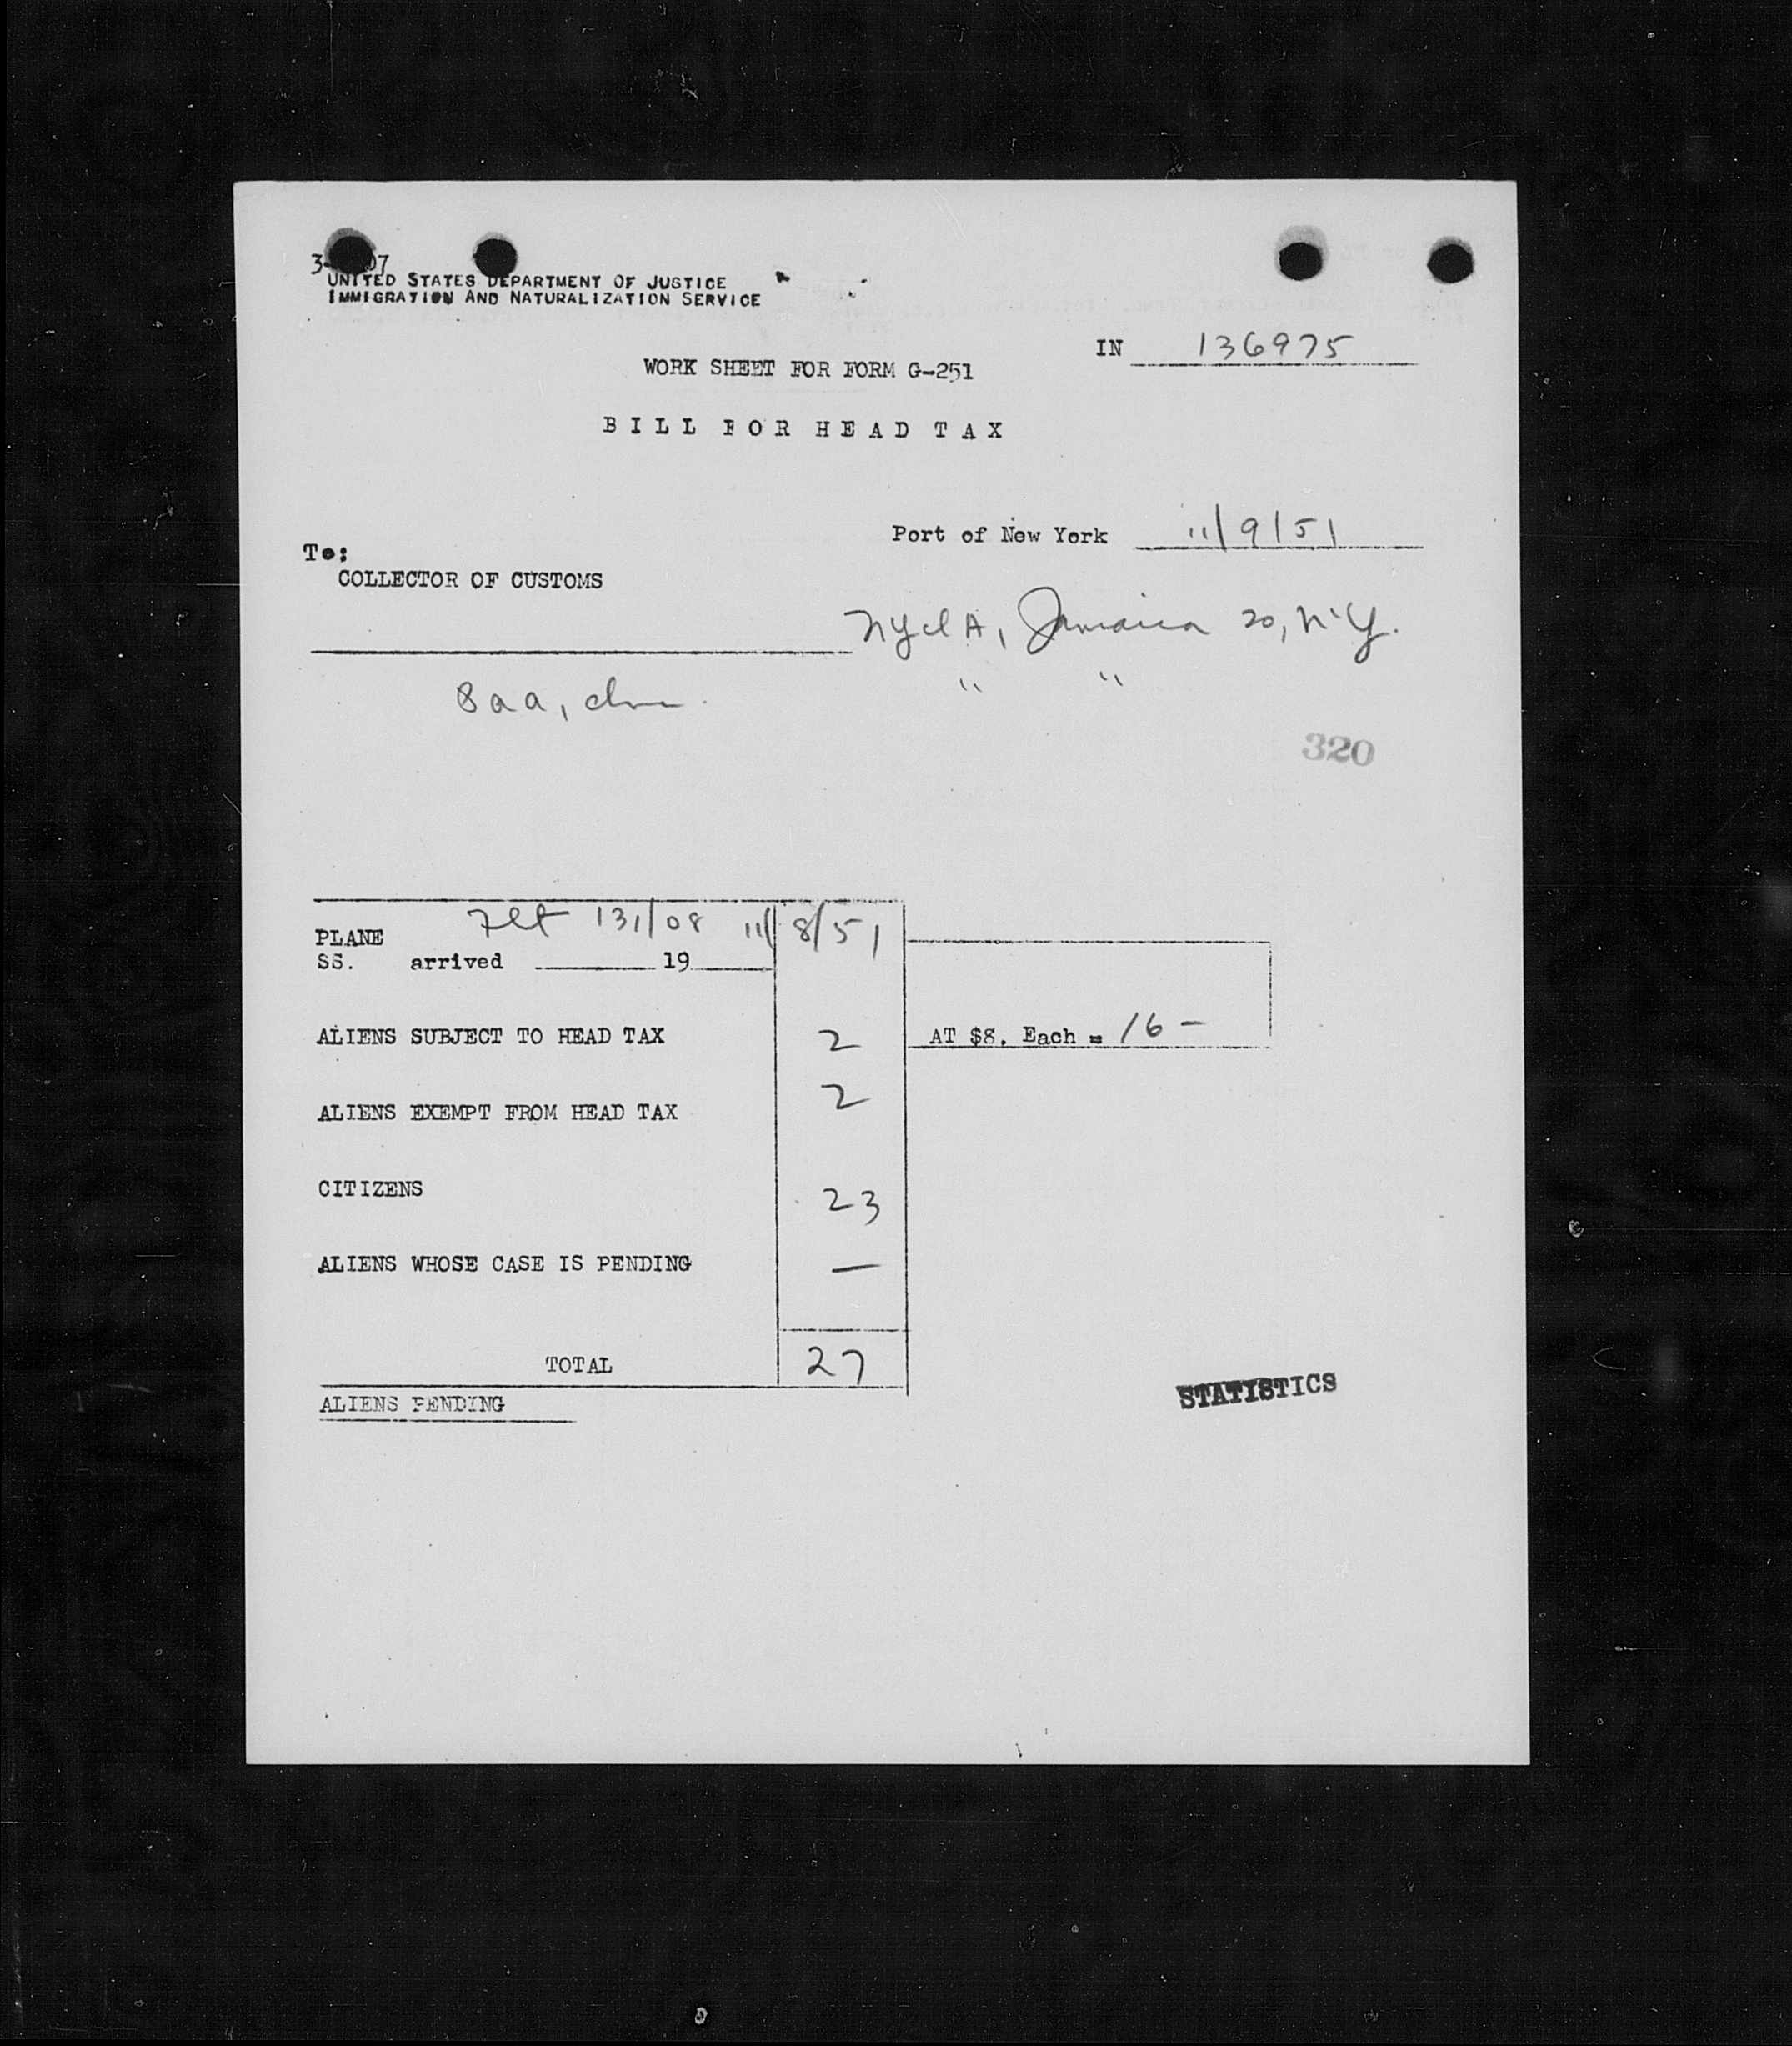 UNITED STATES DEPARTMENT OF JUSTICE
IMMIGRATION AND NATURALIZATION SERVICE
IN 136975
WORK SHEET FOR FORM G-251
BILL FOR HEAD TAX
Port of New York 11/9/51
To:
COLLECTOR OF CUSTOMS
Jamaica 20, N.Y.
" "
320
Flt 131/08 11/8/51
PLANE
SS. arrived 19
ALIENS SUBJECT TO HEAD TAX 2 AT $8. Each = 16 -
ALIENS EXEMPT FROM HEAD TAX 2
CITIZENS 23
ALIENS WHOSE CASE IS PENDING —
TOTAL 27
ALIENS PENDING
STATISTICS